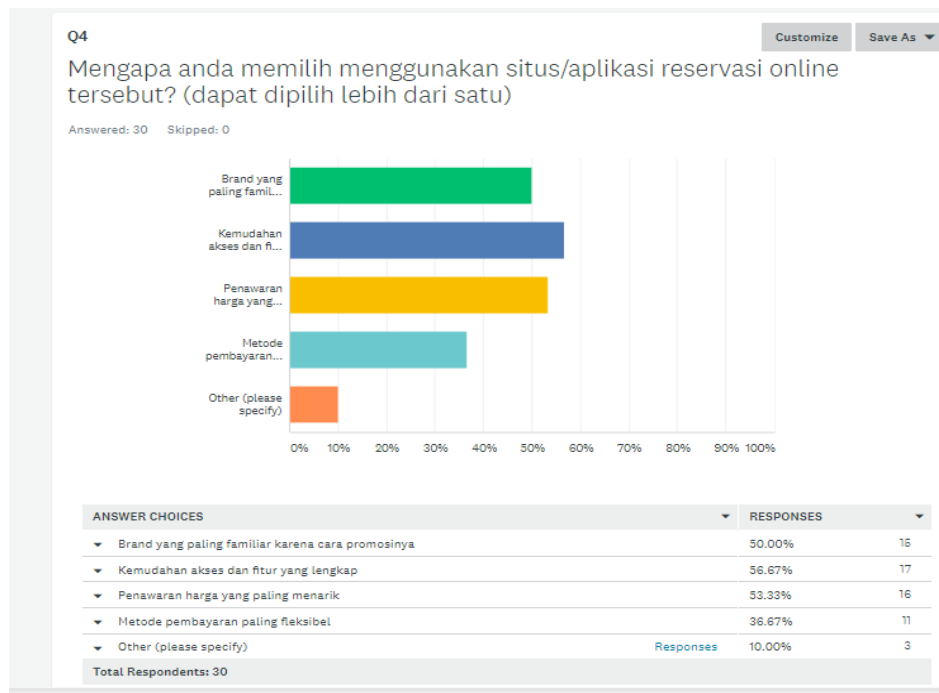 Q4
Customize
Save As
Mengapa anda memilih menggunakan situs/aplikasi reservasi online
tersebut? (dapat dipilih lebih dari satu)
Answered: 30 Skipped: 0
Brand yang
paling famil...
Kemudahan
akses dan fi...
Penawaran
harga yang...
Metode
pembayaran...
Other (please
specify)
0% 10% 20% 30% 40% 50% 60% 70% 80% 90% 100%
ANSWER CHOICES RESPONSES
Brand yang paling familiar karena cara promosinya 50.00% 15
Kemudahan akses dan fitur yang lengkap 56.67% 17
Penawaran harga yang paling menarik 53.33% 16
Metode pembayaran paling fleksibel 36.67% 11
Other (please specify) Responses 10.00% 3
Total Respondents: 30